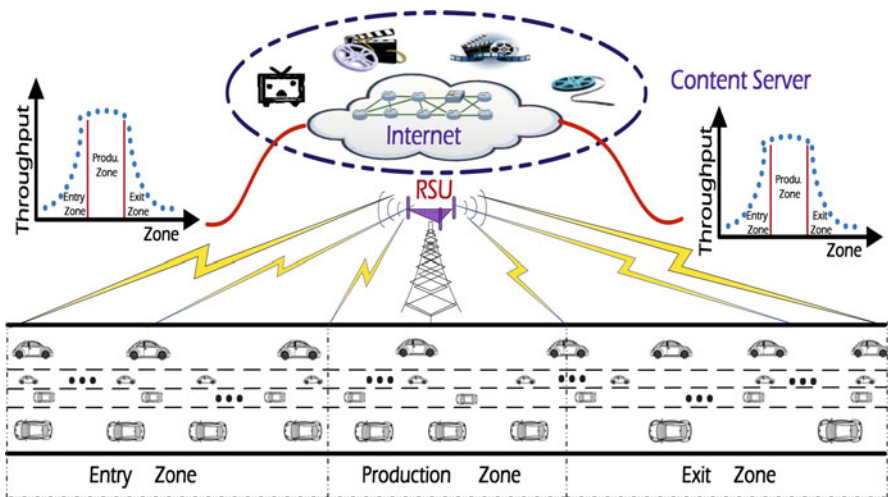 Content Server
Internet
RSU
Throughput
Produ.
Zone
Entry
Zone
Exit
Zone
Zone
Throughput
Produ.
Zone
Entry
Zone
Exit
Zone
Zone
Entry Zone
Production Zone
Exit Zone